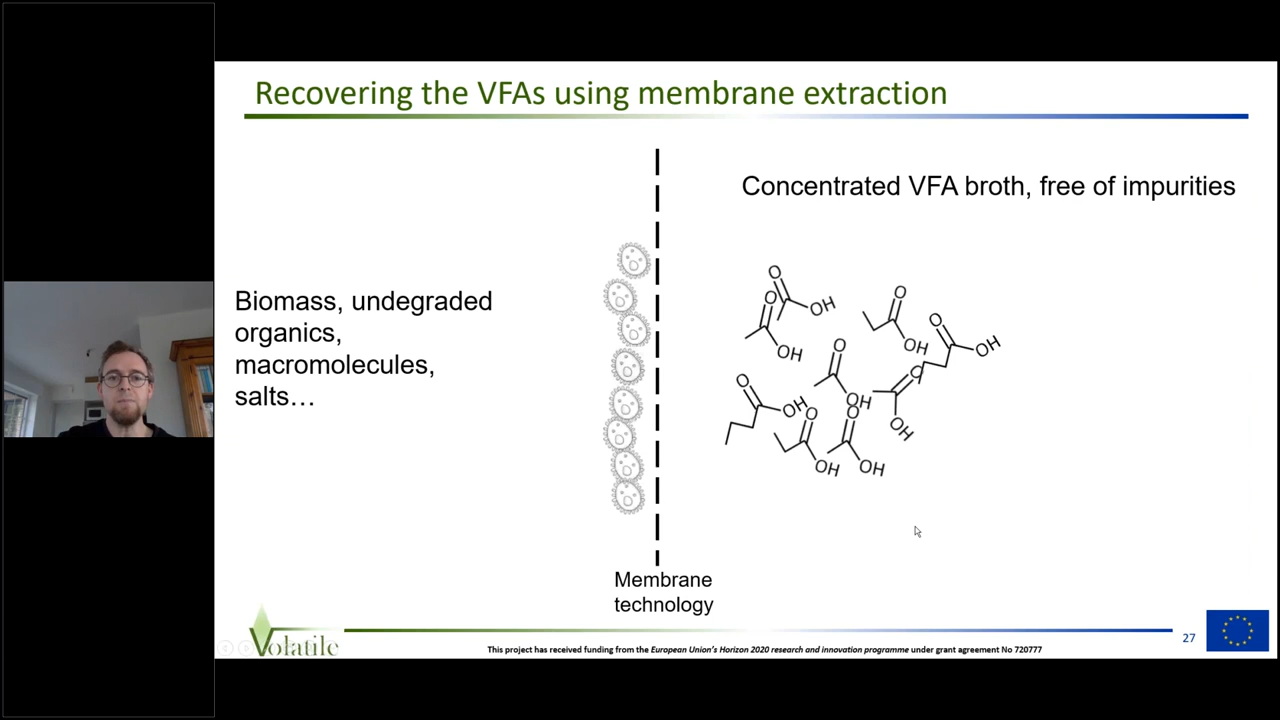 Recovering the VFAs using membrane extraction
Concentrated VFA broth, free of impurities
Biomass, undegraded
organics,
macromolecules,
salts…
O
OH
O
OH
O
OH
O
OH
O
OH
O
OH
O
OH
O
OH
O
OH
Membrane
technology
Volatile
27
This project has received funding from the European Union's Horizon 2020 research and innovation programme under grant agreement No 720777